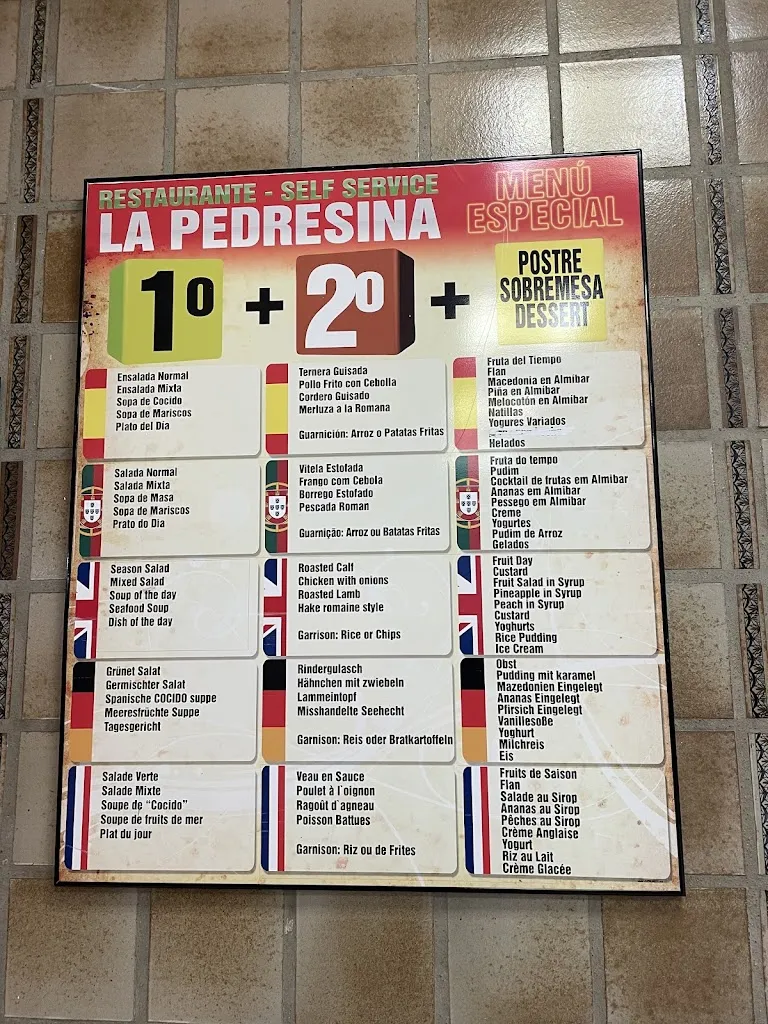 RESTAURANTE - SELF SERVICE
LA PEDRESINA
MENÚ
ESPECIAL
1º + 2º +
POSTRE
SOBREMESA
DESSERT
Ensalada Normal
Ensalada Mixta
Sopa de Cocido
Sopa de Mariscos
Plato del Día
Ternera Guisada
Pollo Frito con Cebolla
Cordero Guisado
Merluza a la Romana
Guarnición: Arroz o Patatas Fritas
Fruta del Tiempo
Flan
Macedonia en Almíbar
Piña en Almíbar
Melocotón en Almíbar
Natillas
Yogures Variados
Helados
Salada Normal
Salada Mixta
Sopa de Masa
Sopa de Mariscos
Prato do Dia
Vitela Estofada
Frango com Cebola
Borrego Estofado
Pescada Roman
Guarnição: Arroz ou Batatas Fritas
Fruta do tempo
Pudim
Cocktail de frutas em Almibar
Ananas em Almibar
Pessego em Almibar
Creme
Yogurtes
Pudim de Arroz
Gelados
Season Salad
Mixed Salad
Soup of the day
Seafood Soup
Dish of the day
Roasted Calf
Chicken with onions
Roasted Lamb
Hake romaine style
Garrison: Rice or Chips
Fruit Day
Custard
Fruit Salad in Syrup
Pineapple in Syrup
Peach in Syrup
Custard
Yoghurts
Rice Pudding
Ice Cream
Grünet Salat
Germischter Salat
Spanische COCIDO suppe
Meeresfrüchte Suppe
Tagesgericht
Rindergulasch
Hähnchen mit zwiebeln
Lammeintopf
Misshandelte Seehecht
Garnison: Reis oder Bratkartoffeln
Obst
Pudding mit karamel
Mazedonien Eingelegt
Ananas Eingelegt
Pfirsich Eingelegt
Vanillesoße
Yoghurt
Milchreis
Eis
Salade Verte
Salade Mixte
Soupe de “Cocido”
Soupe de fruits de mer
Plat du jour
Veau en Sauce
Poulet à l`oignon
Ragoût d`agneau
Poisson Battues
Garnison: Riz ou de Frites
Fruits de Saison
Flan
Salade au Sirop
Ananas au Sirop
Pêches au Sirop
Crème Anglaise
Yogurt
Riz au Lait
Crème Glacée